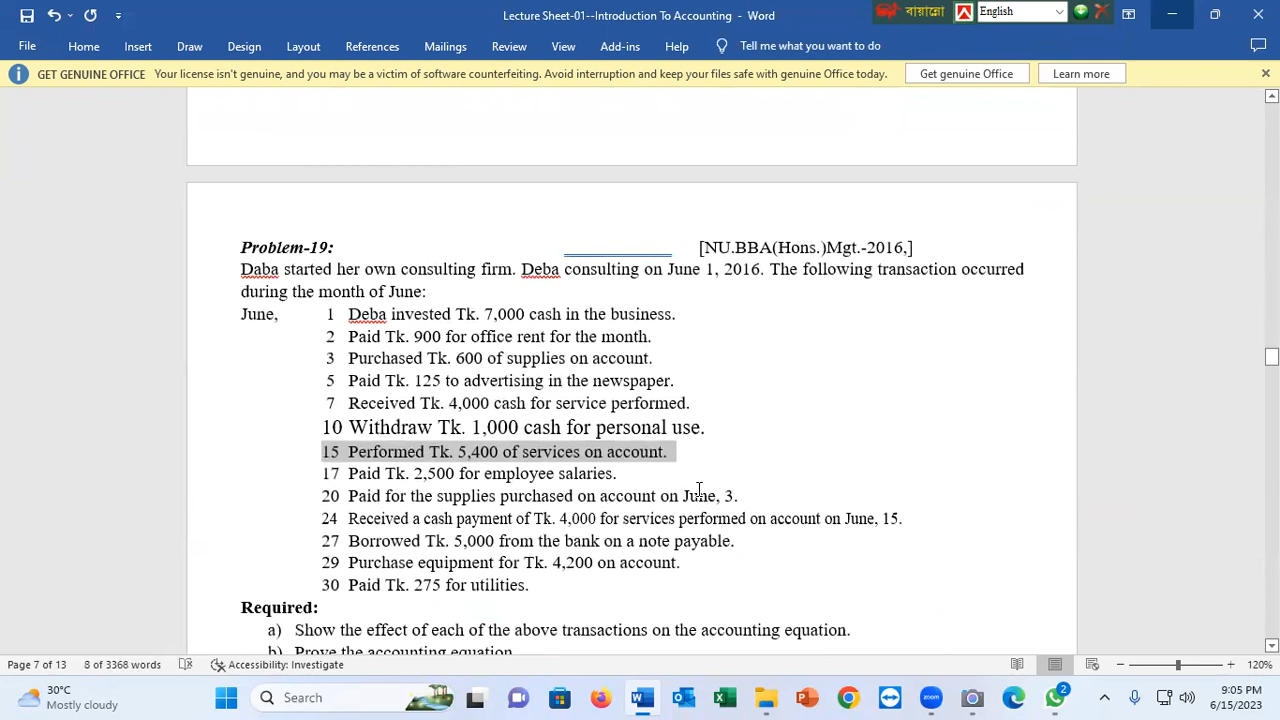 Lecture Sheet-01--Introduction To Accounting - Word
বায়ান্নো
English
File Home Insert Draw Design Layout References Mailings Review View Add-ins Help Tell me what you want to do
GET GENUINE OFFICE Your license isn't genuine, and you may be a victim of software counterfeiting. Avoid interruption and keep your files safe with genuine Office today. Get genuine Office Learn more
Problem-19: [NU.BBA(Hons.)Mgt.-2016,]
Daba started her own consulting firm. Deba consulting on June 1, 2016. The following transaction occurred
during the month of June:
June, 1 Deba invested Tk. 7,000 cash in the business.
2 Paid Tk. 900 for office rent for the month.
3 Purchased Tk. 600 of supplies on account.
5 Paid Tk. 125 to advertising in the newspaper.
7 Received Tk. 4,000 cash for service performed.
10 Withdraw Tk. 1,000 cash for personal use.
15 Performed Tk. 5,400 of services on account.
17 Paid Tk. 2,500 for employee salaries.
20 Paid for the supplies purchased on account on June, 3.
24 Received a cash payment of Tk. 4,000 for services performed on account on June, 15.
27 Borrowed Tk. 5,000 from the bank on a note payable.
29 Purchase equipment for Tk. 4,200 on account.
30 Paid Tk. 275 for utilities.
Required:
a) Show the effect of each of the above transactions on the accounting equation.
b) Prove the accounting equation.
Page 7 of 13 8 of 3368 words Accessibility: Investigate 120%
30°C
Mostly cloudy
Search
2
9:05 PM
6/15/2023